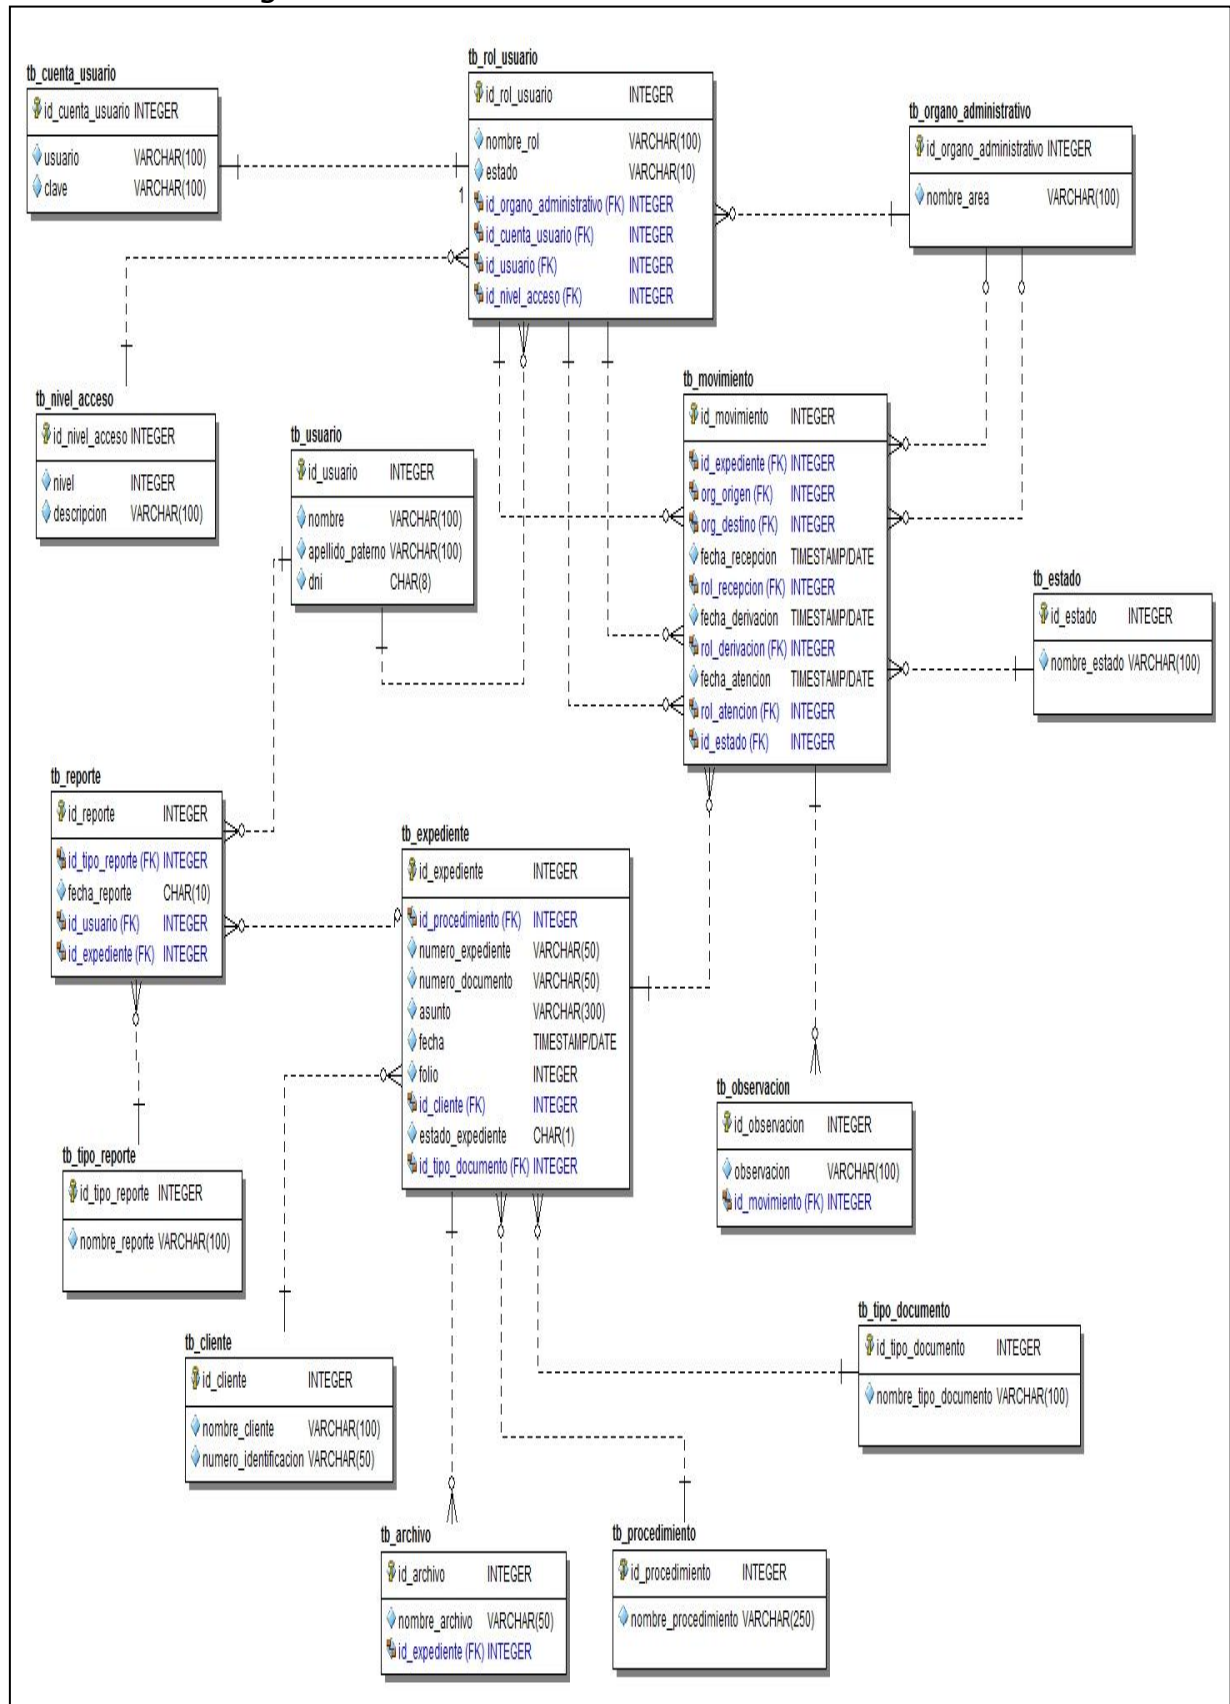 tb_cuenta_usuario
id_cuenta_usuario INTEGER
usuario VARCHAR(100)
clave VARCHAR(100)
tb_rol_usuario
id_rol_usuario INTEGER
nombre_rol VARCHAR(100)
estado VARCHAR(10)
id_organo_administrativo (FK) INTEGER
id_cuenta_usuario (FK) INTEGER
id_usuario (FK) INTEGER
id_nivel_acceso (FK) INTEGER
1
tb_organo_administrativo
id_organo_administrativo INTEGER
nombre_area VARCHAR(100)
tb_nivel_acceso
id_nivel_acceso INTEGER
nivel INTEGER
descripcion VARCHAR(100)
tb_usuario
id_usuario INTEGER
nombre VARCHAR(100)
apellido_paterno VARCHAR(100)
dni CHAR(8)
tb_movimiento
id_movimiento INTEGER
id_expediente (FK) INTEGER
org_origen (FK) INTEGER
org_destino (FK) INTEGER
fecha_recepcion TIMESTAMP/DATE
rol_recepcion (FK) INTEGER
fecha_derivacion TIMESTAMP/DATE
rol_derivacion (FK) INTEGER
fecha_atencion TIMESTAMP/DATE
rol_atencion (FK) INTEGER
id_estado (FK) INTEGER
tb_estado
id_estado INTEGER
nombre_estado VARCHAR(100)
tb_reporte
id_reporte INTEGER
id_tipo_reporte (FK) INTEGER
fecha_reporte CHAR(10)
id_usuario (FK) INTEGER
id_expediente (FK) INTEGER
tb_expediente
id_expediente INTEGER
id_procedimiento (FK) INTEGER
numero_expediente VARCHAR(50)
numero_documento VARCHAR(50)
asunto VARCHAR(300)
fecha TIMESTAMP/DATE
folio INTEGER
id_cliente (FK) INTEGER
estado_expediente CHAR(1)
id_tipo_documento (FK) INTEGER
tb_observacion
id_observacion INTEGER
observacion VARCHAR(100)
id_movimiento (FK) INTEGER
tb_tipo_reporte
id_tipo_reporte INTEGER
nombre_reporte VARCHAR(100)
tb_cliente
id_cliente INTEGER
nombre_cliente VARCHAR(100)
numero_identificacion VARCHAR(50)
tb_tipo_documento
id_tipo_documento INTEGER
nombre_tipo_documento VARCHAR(100)
tb_archivo
id_archivo INTEGER
nombre_archivo VARCHAR(50)
id_expediente (FK) INTEGER
tb_procedimiento
id_procedimiento INTEGER
nombre_procedimiento VARCHAR(250)